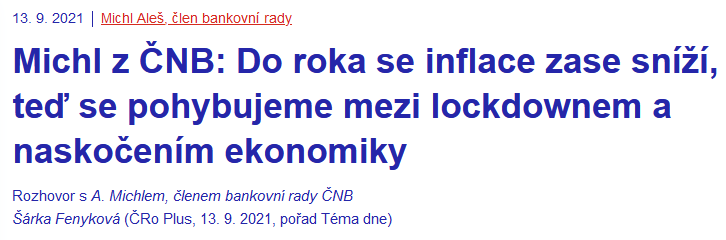 13. 9. 2021 | Michl Aleš, člen bankovní rady
Michl z ČNB: Do roka se inflace zase sníží,
teď se pohybujeme mezi lockdownem a
naskočením ekonomiky
Rozhovor s A. Michlem, členem bankovní rady ČNB
Šárka Fenyková (ČRo Plus, 13. 9. 2021, pořad Téma dne)